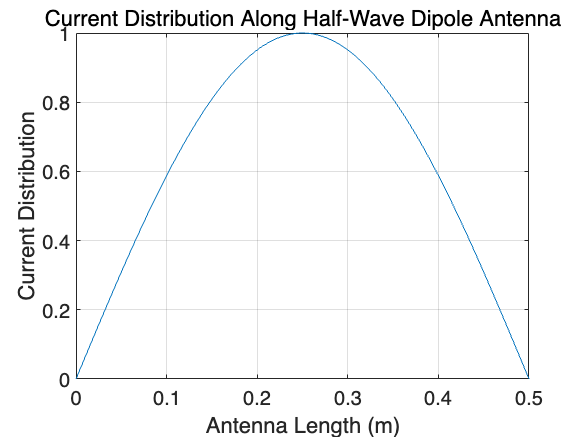 Current Distribution Along Half-Wave Dipole Antenna
1
0.8
0.6
0.4
0.2
0
Current Distribution
0 0.1 0.2 0.3 0.4 0.5
Antenna Length (m)